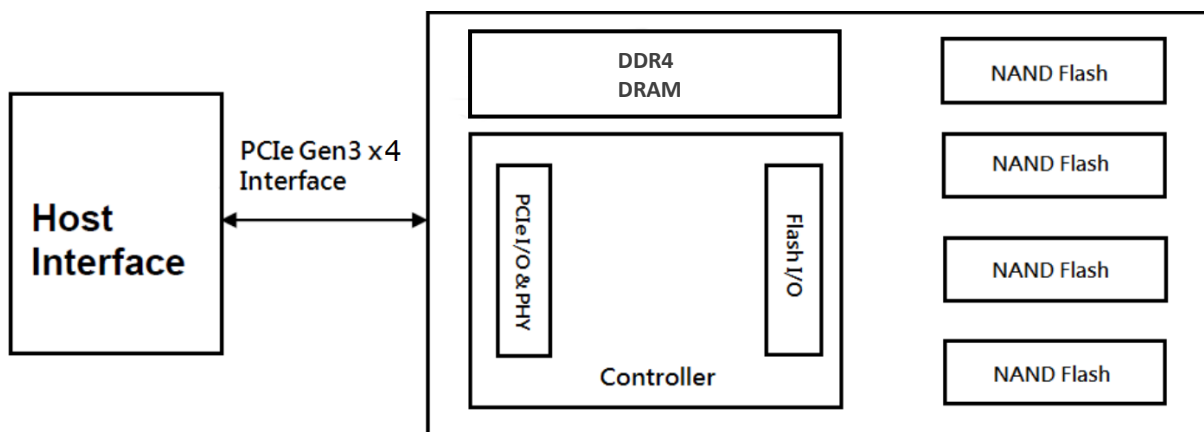 Host
Interface
PCIe Gen3 x4
Interface
DDR4
DRAM
PCIe I/O & PHY
Flash I/O
Controller
NAND Flash
NAND Flash
NAND Flash
NAND Flash